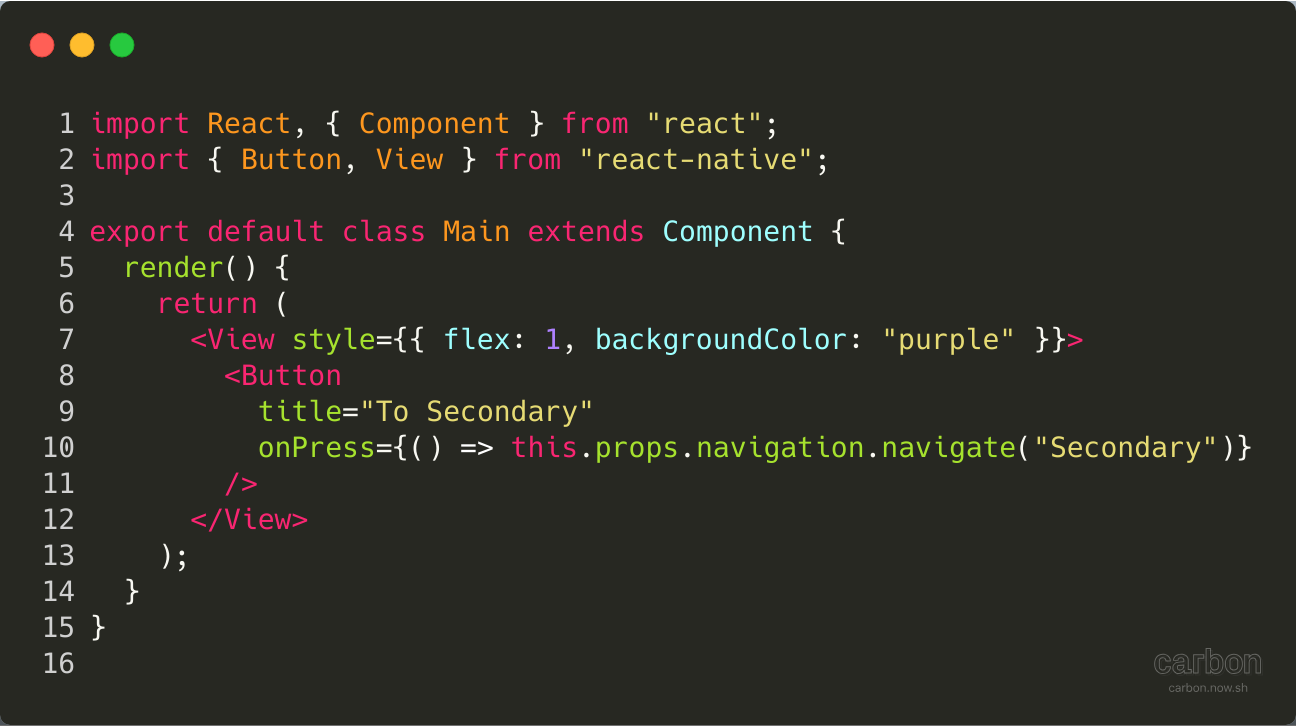 1 import React, { Component } from "react";
2 import { Button, View } from "react-native";
3
4 export default class Main extends Component {
5   render() {
6     return (
7       <View style={{ flex: 1, backgroundColor: "purple" }}>
8         <Button
9           title="To Secondary"
10           onPress={() => this.props.navigation.navigate("Secondary")}
11         />
12       </View>
13     );
14   }
15 }
16
carbon
carbon.now.sh